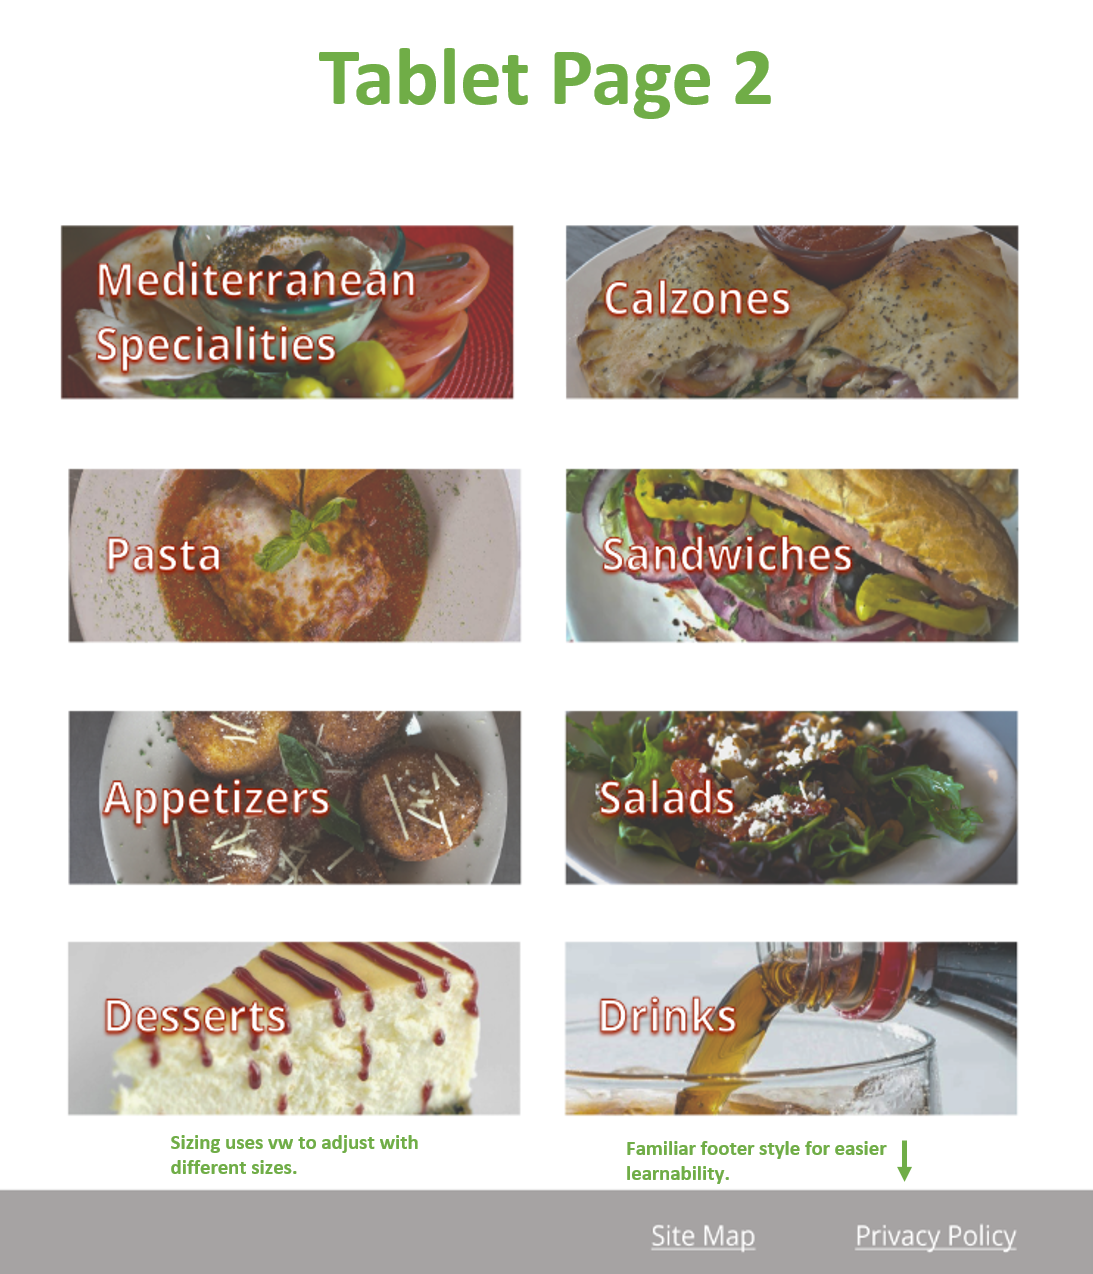 Tablet Page 2
Mediterranean
Specialities
Calzones
Pasta
Sandwiches
Appetizers
Salads
Desserts
Drinks
Sizing uses vw to adjust with
different sizes.
Familiar footer style for easier
learnability.
Site Map
Privacy Policy